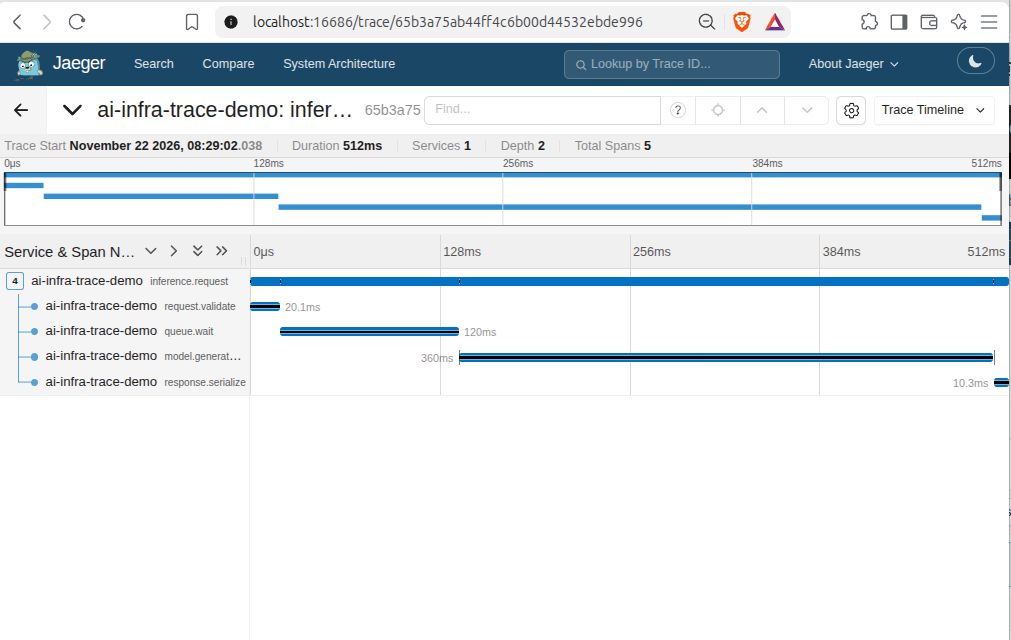 localhost:16686/trace/65b3a75ab44ff4c6b00d44532ebde996
Jaeger Search Compare System Architecture Lookup by Trace ID... About Jaeger
ai-infra-trace-demo: infer... 65b3a75 Find... ? Trace Timeline
Trace Start November 22 2026, 08:29:02.038 Duration 512ms Services 1 Depth 2 Total Spans 5
0μs 128ms 256ms 384ms 512ms
Service & Span N... 0μs 128ms 256ms 384ms 512ms
4 ai-infra-trace-demo inference.request
ai-infra-trace-demo request.validate 20.1ms
ai-infra-trace-demo queue.wait 120ms
ai-infra-trace-demo model.generat... 360ms
ai-infra-trace-demo response.serialize 10.3ms